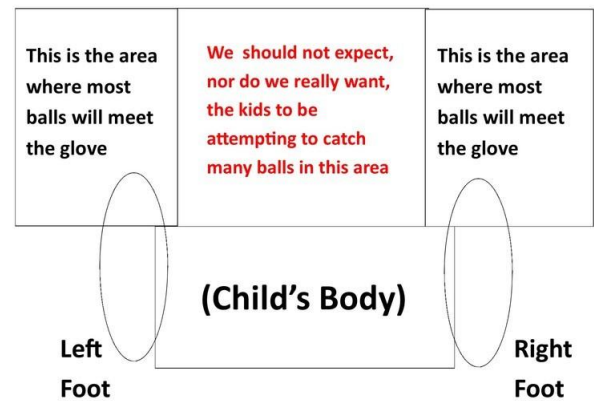 This is the area
where most
balls will meet
the glove
We should not expect,
nor do we really want,
the kids to be
attempting to catch
many balls in this area
This is the area
where most
balls will meet
the glove
(Child's Body)
Left
Foot
Right
Foot